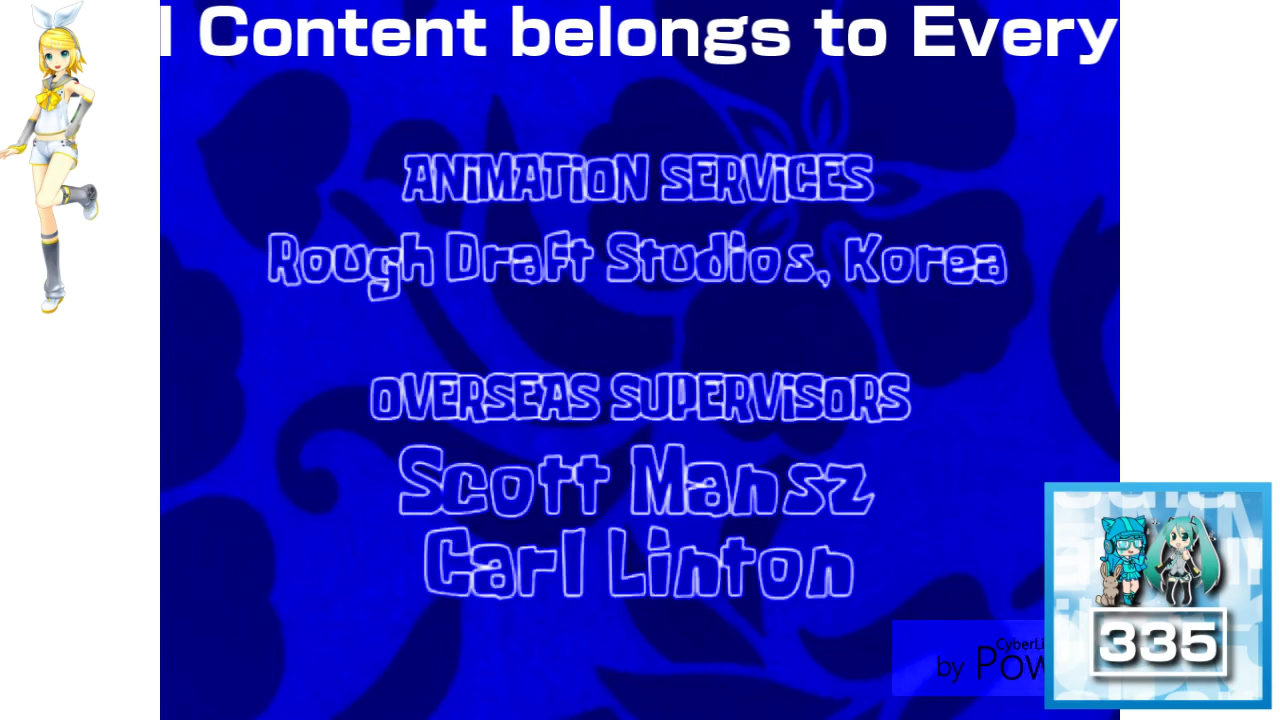 l Content belongs to Every
ANiMATiON SERViCES
Rough Draft Studios, Korea
OVERSEAS SUPERViSORS
Scott Mansz
Carl Linton
CyberLi
by Pow
335